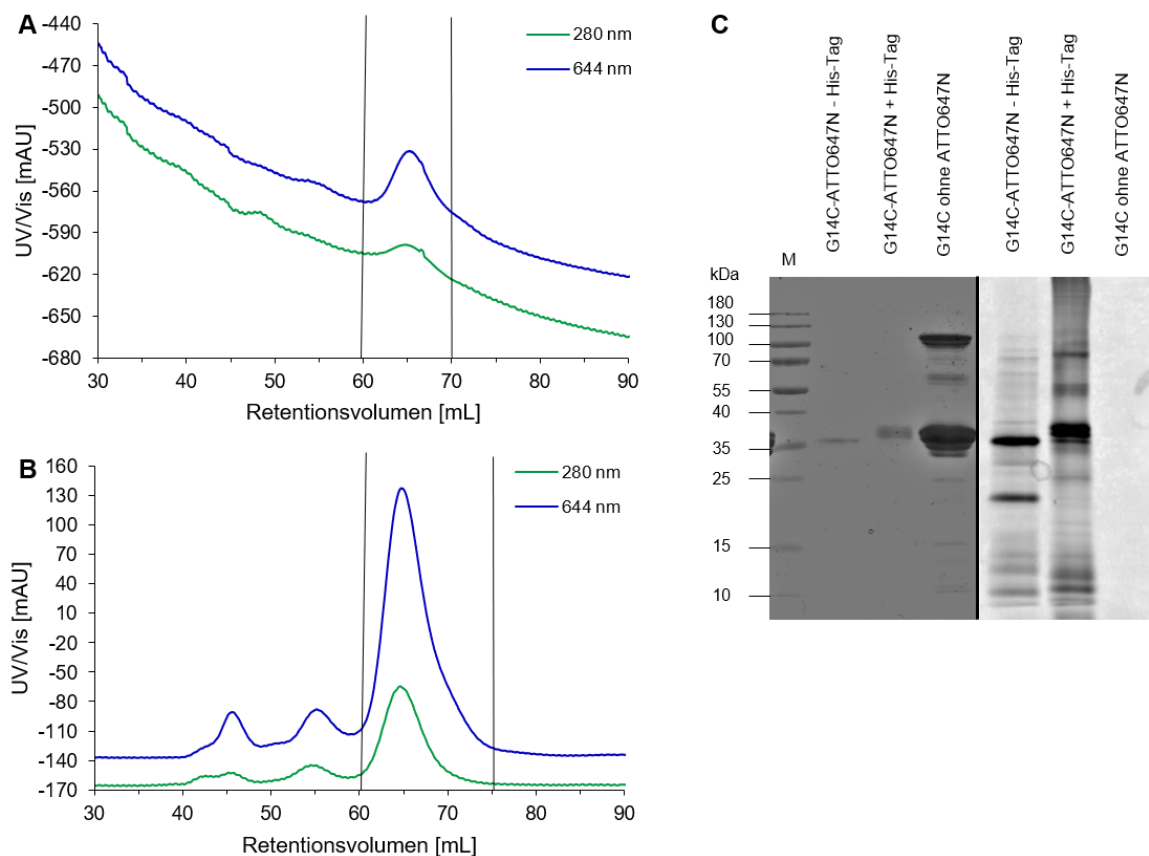 A
-440
-470
-500
-530
-560
-590
-620
-650
-680
UV/Vis [mAU]
280 nm
644 nm
30 40 50 60 70 80 90
Retentionsvolumen [mL]
B
160
130
100
70
40
10
-20
-50
-80
-110
-140
-170
UV/Vis [mAU]
280 nm
644 nm
30 40 50 60 70 80 90
Retentionsvolumen [mL]
C
G14C-ATTO647N - His-Tag
G14C-ATTO647N + His-Tag
G14C ohne ATTO647N
G14C-ATTO647N - His-Tag
G14C-ATTO647N + His-Tag
G14C ohne ATTO647N
M
kDa
180
130
100
70
55
40
35
25
15
10